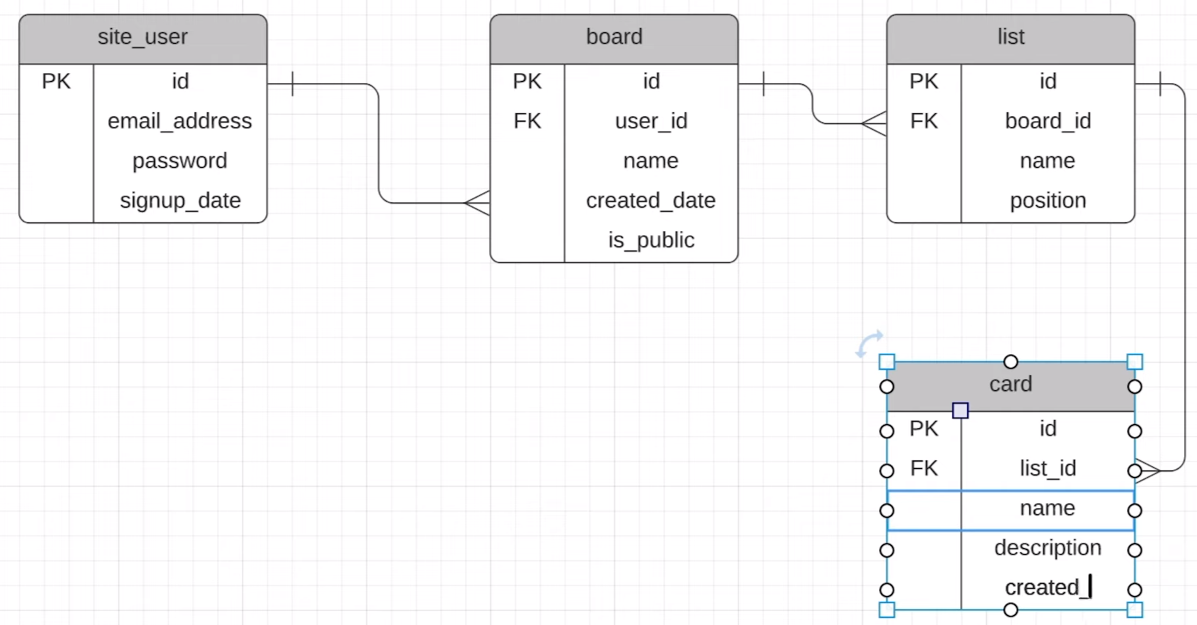 site_user
PK id
email_address
password
signup_date
board
PK id
FK user_id
name
created_date
is_public
list
PK id
FK board_id
name
position
card
PK id
FK list_id
name
description
created_